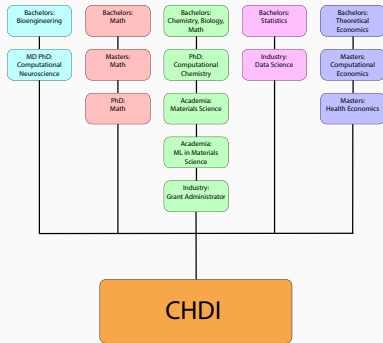 Bachelors:
Bioengineering
MD PhD:
Computational
Neuroscience
Bachelors:
Math
Masters:
Math
PhD:
Math
Bachelors:
Chemistry, Biology,
Math
PhD:
Computational
Chemistry
Academia:
Materials Science
Academia:
ML in Materials
Science
Industry:
Grant Administrator
Bachelors:
Statistics
Industry:
Data Science
Bachelors:
Theoretical
Economics
Masters:
Computational
Economics
Masters:
Health Economics
CHDI